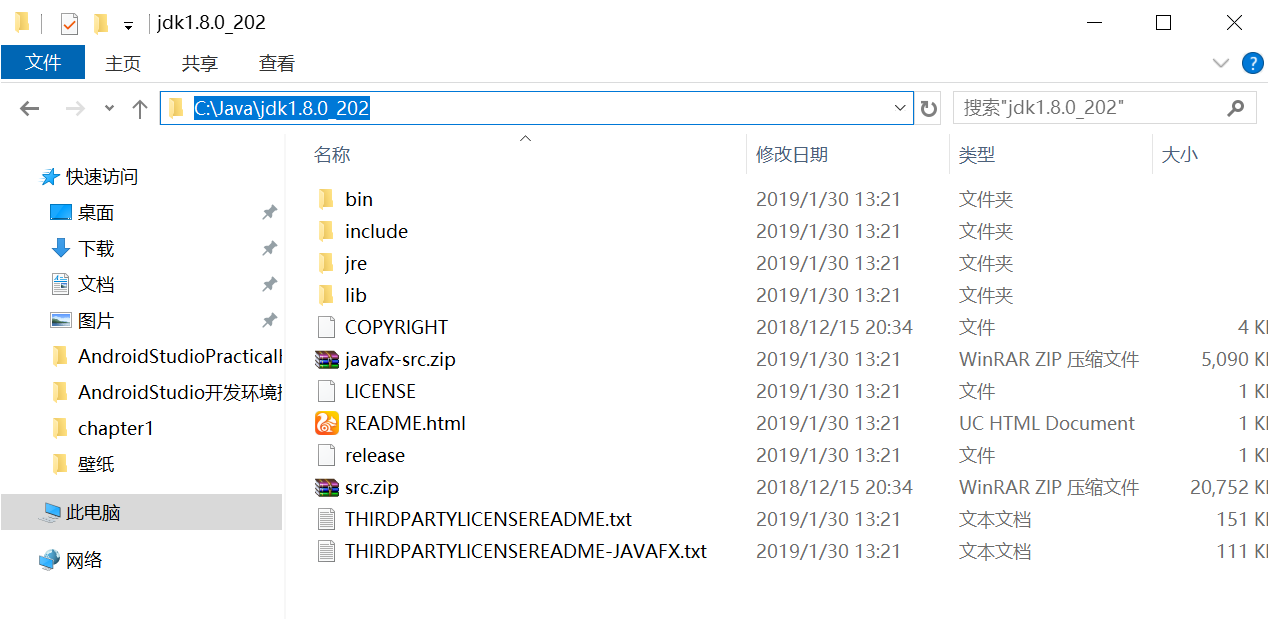 jdk1.8.0_202
文件 主页 共享 查看 ?
C:\Java\jdk1.8.0_202 搜索"jdk1.8.0_202"
名称 修改日期 类型 大小
快速访问
桌面
下载
文档
图片
AndroidStudioPractical
AndroidStudio开发环境
chapter1
壁纸
此电脑
网络
bin 2019/1/30 13:21 文件夹
include 2019/1/30 13:21 文件夹
jre 2019/1/30 13:21 文件夹
lib 2019/1/30 13:21 文件夹
COPYRIGHT 2018/12/15 20:34 文件 4 K
javafx-src.zip 2019/1/30 13:21 WinRAR ZIP 压缩文件 5,090 K
LICENSE 2019/1/30 13:21 文件 1 K
README.html 2019/1/30 13:21 UC HTML Document 1 K
release 2019/1/30 13:21 文件 1 K
src.zip 2018/12/15 20:34 WinRAR ZIP 压缩文件 20,752 K
THIRDPARTYLICENSEREADME.txt 2019/1/30 13:21 文本文档 151 K
THIRDPARTYLICENSEREADME-JAVAFX.txt 2019/1/30 13:21 文本文档 111 K